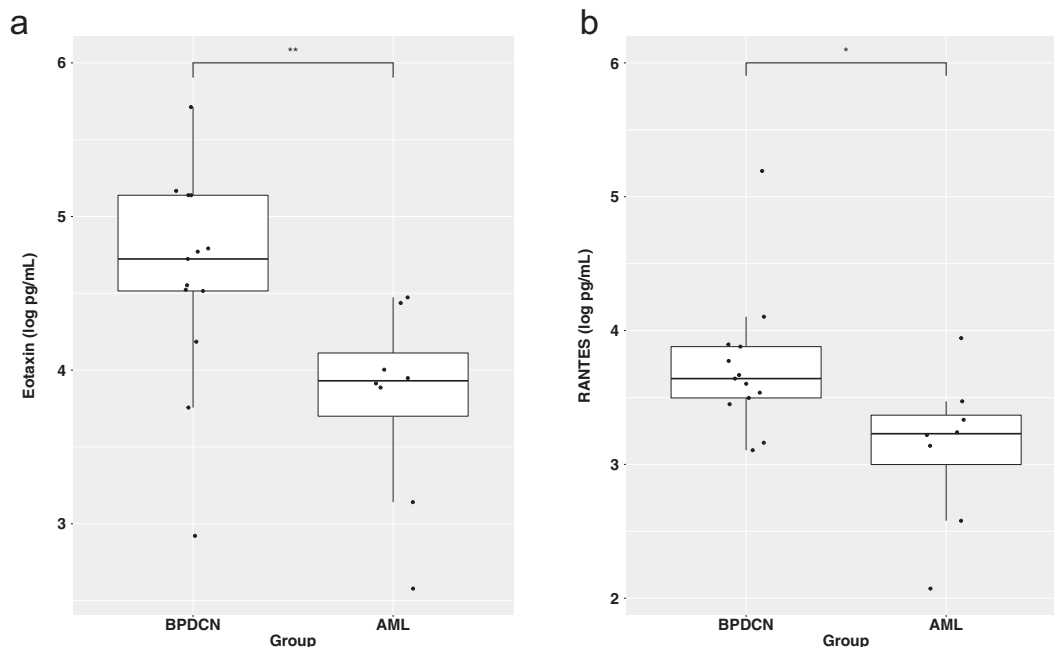 a
**
6
5
4
3
Eotaxin (log pg/mL)
BPDCN
AML
Group
b
*
6
5
4
3
2
RANTES (log pg/mL)
BPDCN
AML
Group